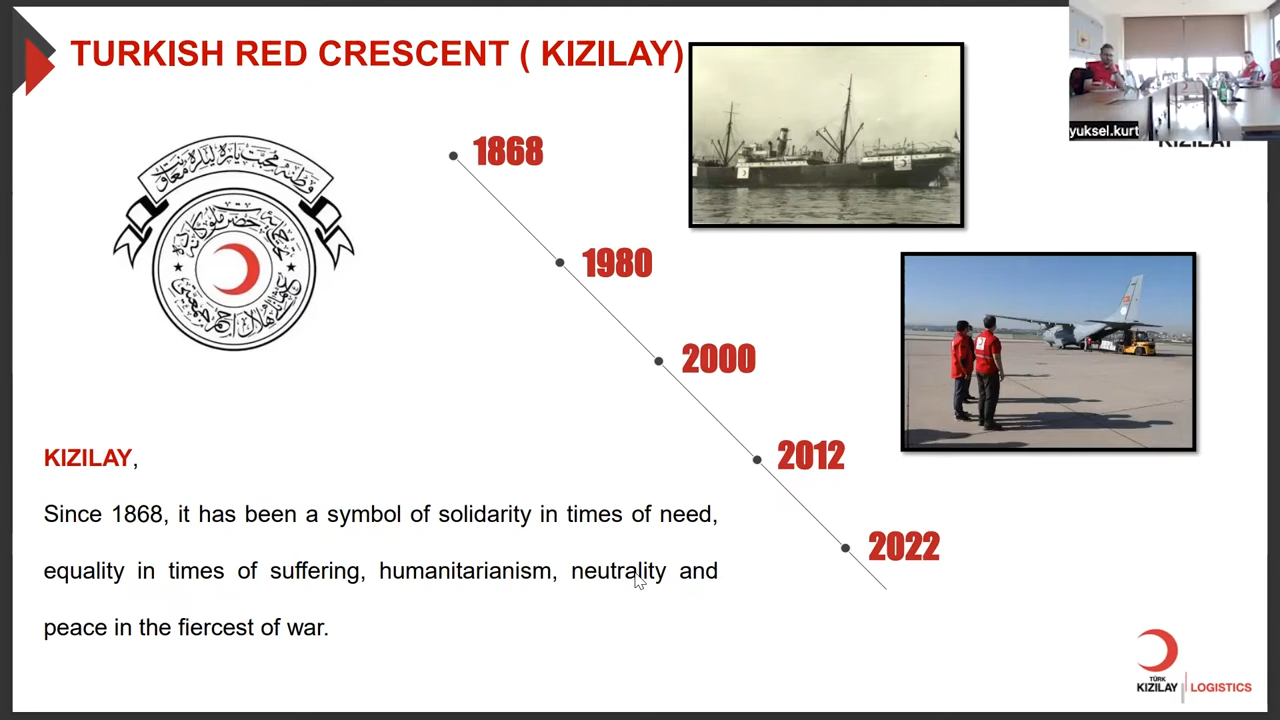 TURKISH RED CRESCENT ( KIZILAY)
yuksel.kurt
KIZILAY
1868
1980
2000
2012
2022
KIZILAY,
Since 1868, it has been a symbol of solidarity in times of need,
equality in times of suffering, humanitarianism, neutrality and
peace in the fiercest of war.
TÜRK
KIZILAY
LOGISTICS